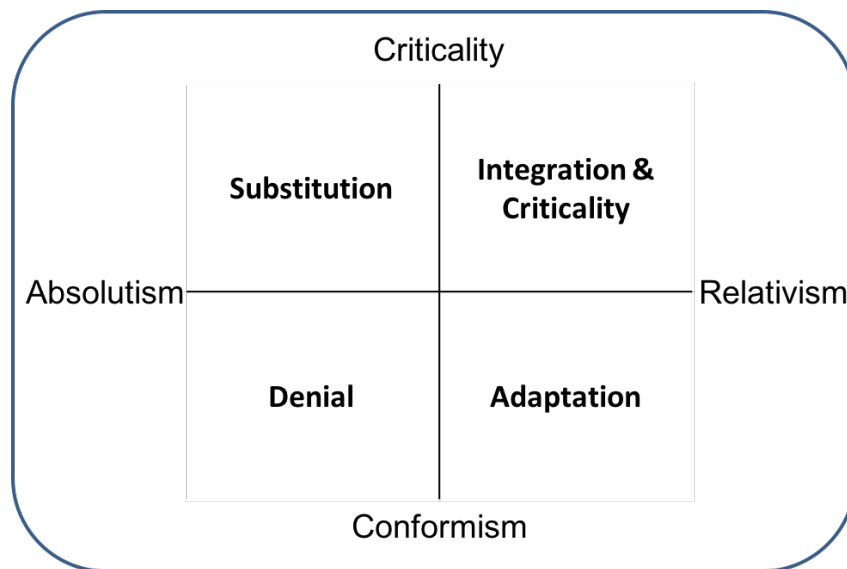 Criticality
Substitution
Integration &
Criticality
Absolutism
Relativism
Denial
Adaptation
Conformism